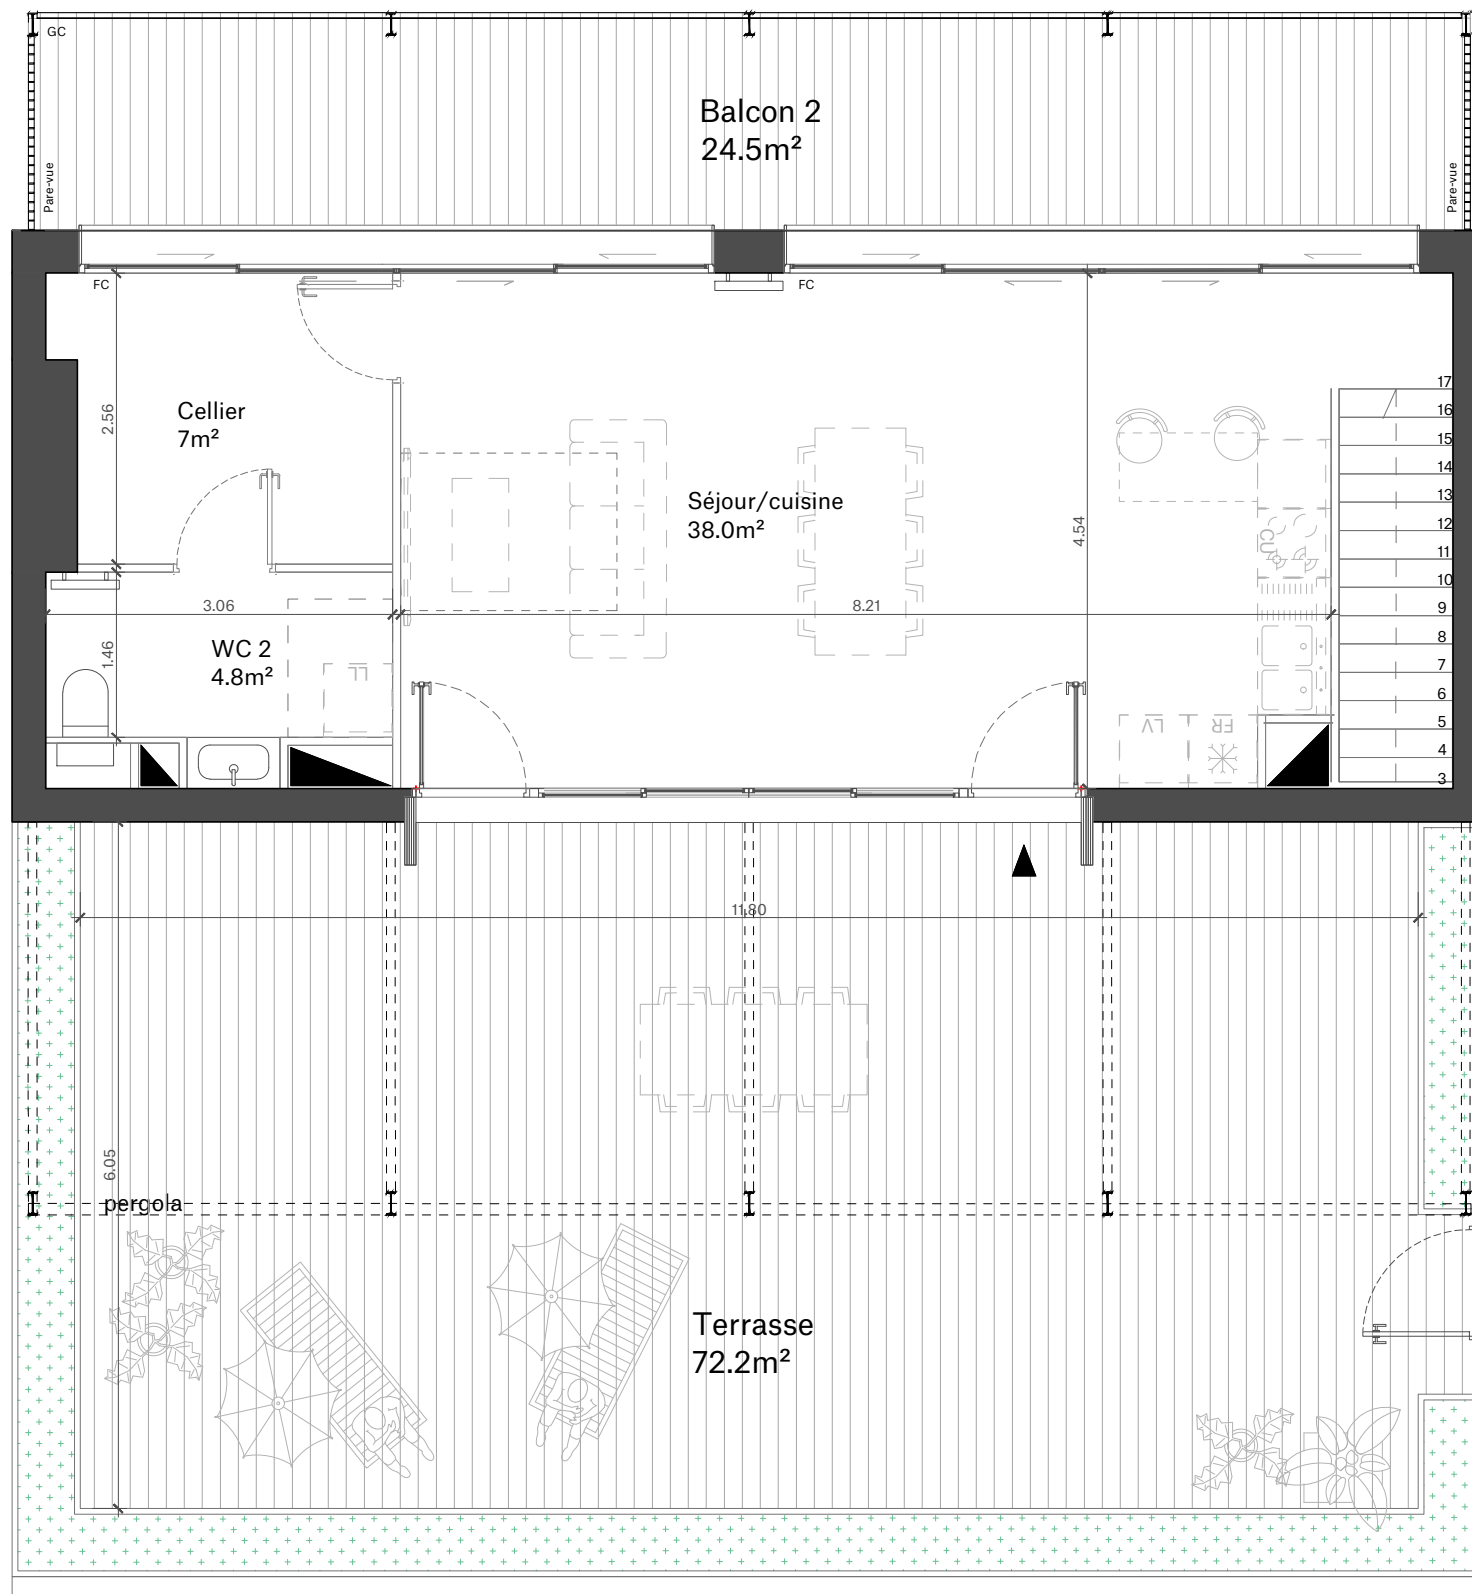 GC
Balcon 2
24.5m²
Pare-vue
Pare-vue
FC
FC
Cellier
7m²
2.56
Séjour/cuisine
38.0m²
4.54
CU
17
16
15
14
13
12
11
10
9
8
7
6
5
4
3
3.06
8.21
WC 2
4.8m²
1.46
LL
LV
FR
11.80
6.05
pergola
Terrasse
72.2m²